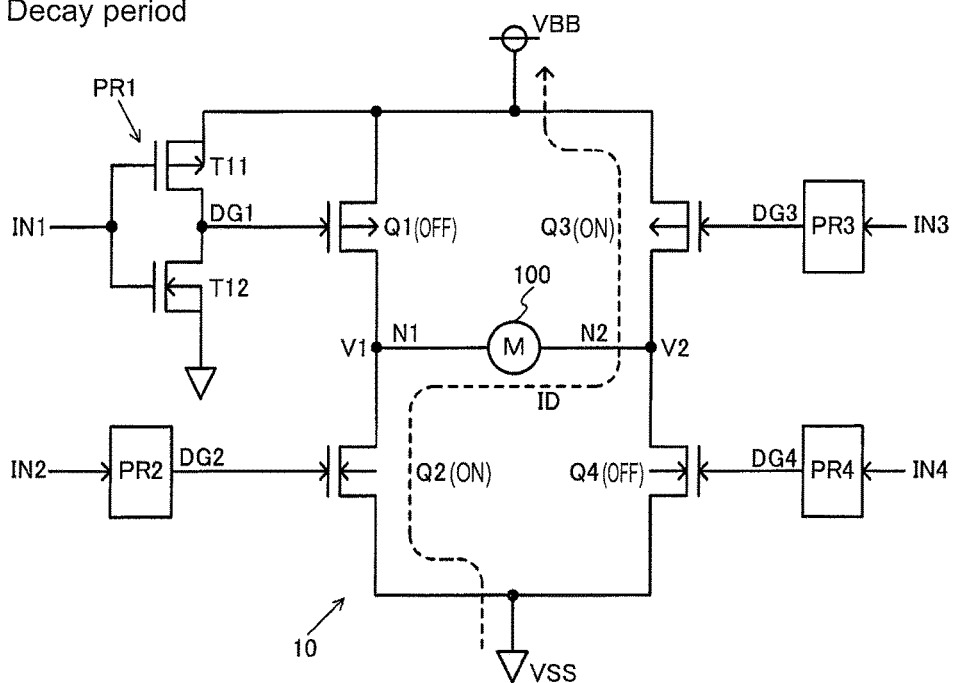 Decay period
VBB
PR1
T11
IN1
DG1
Q1(OFF)
Q3(ON)
DG3
PR3
IN3
T12
100
V1
N1
M
N2
V2
ID
IN2
PR2
DG2
Q2(ON)
Q4(OFF)
DG4
PR4
IN4
10
VSS